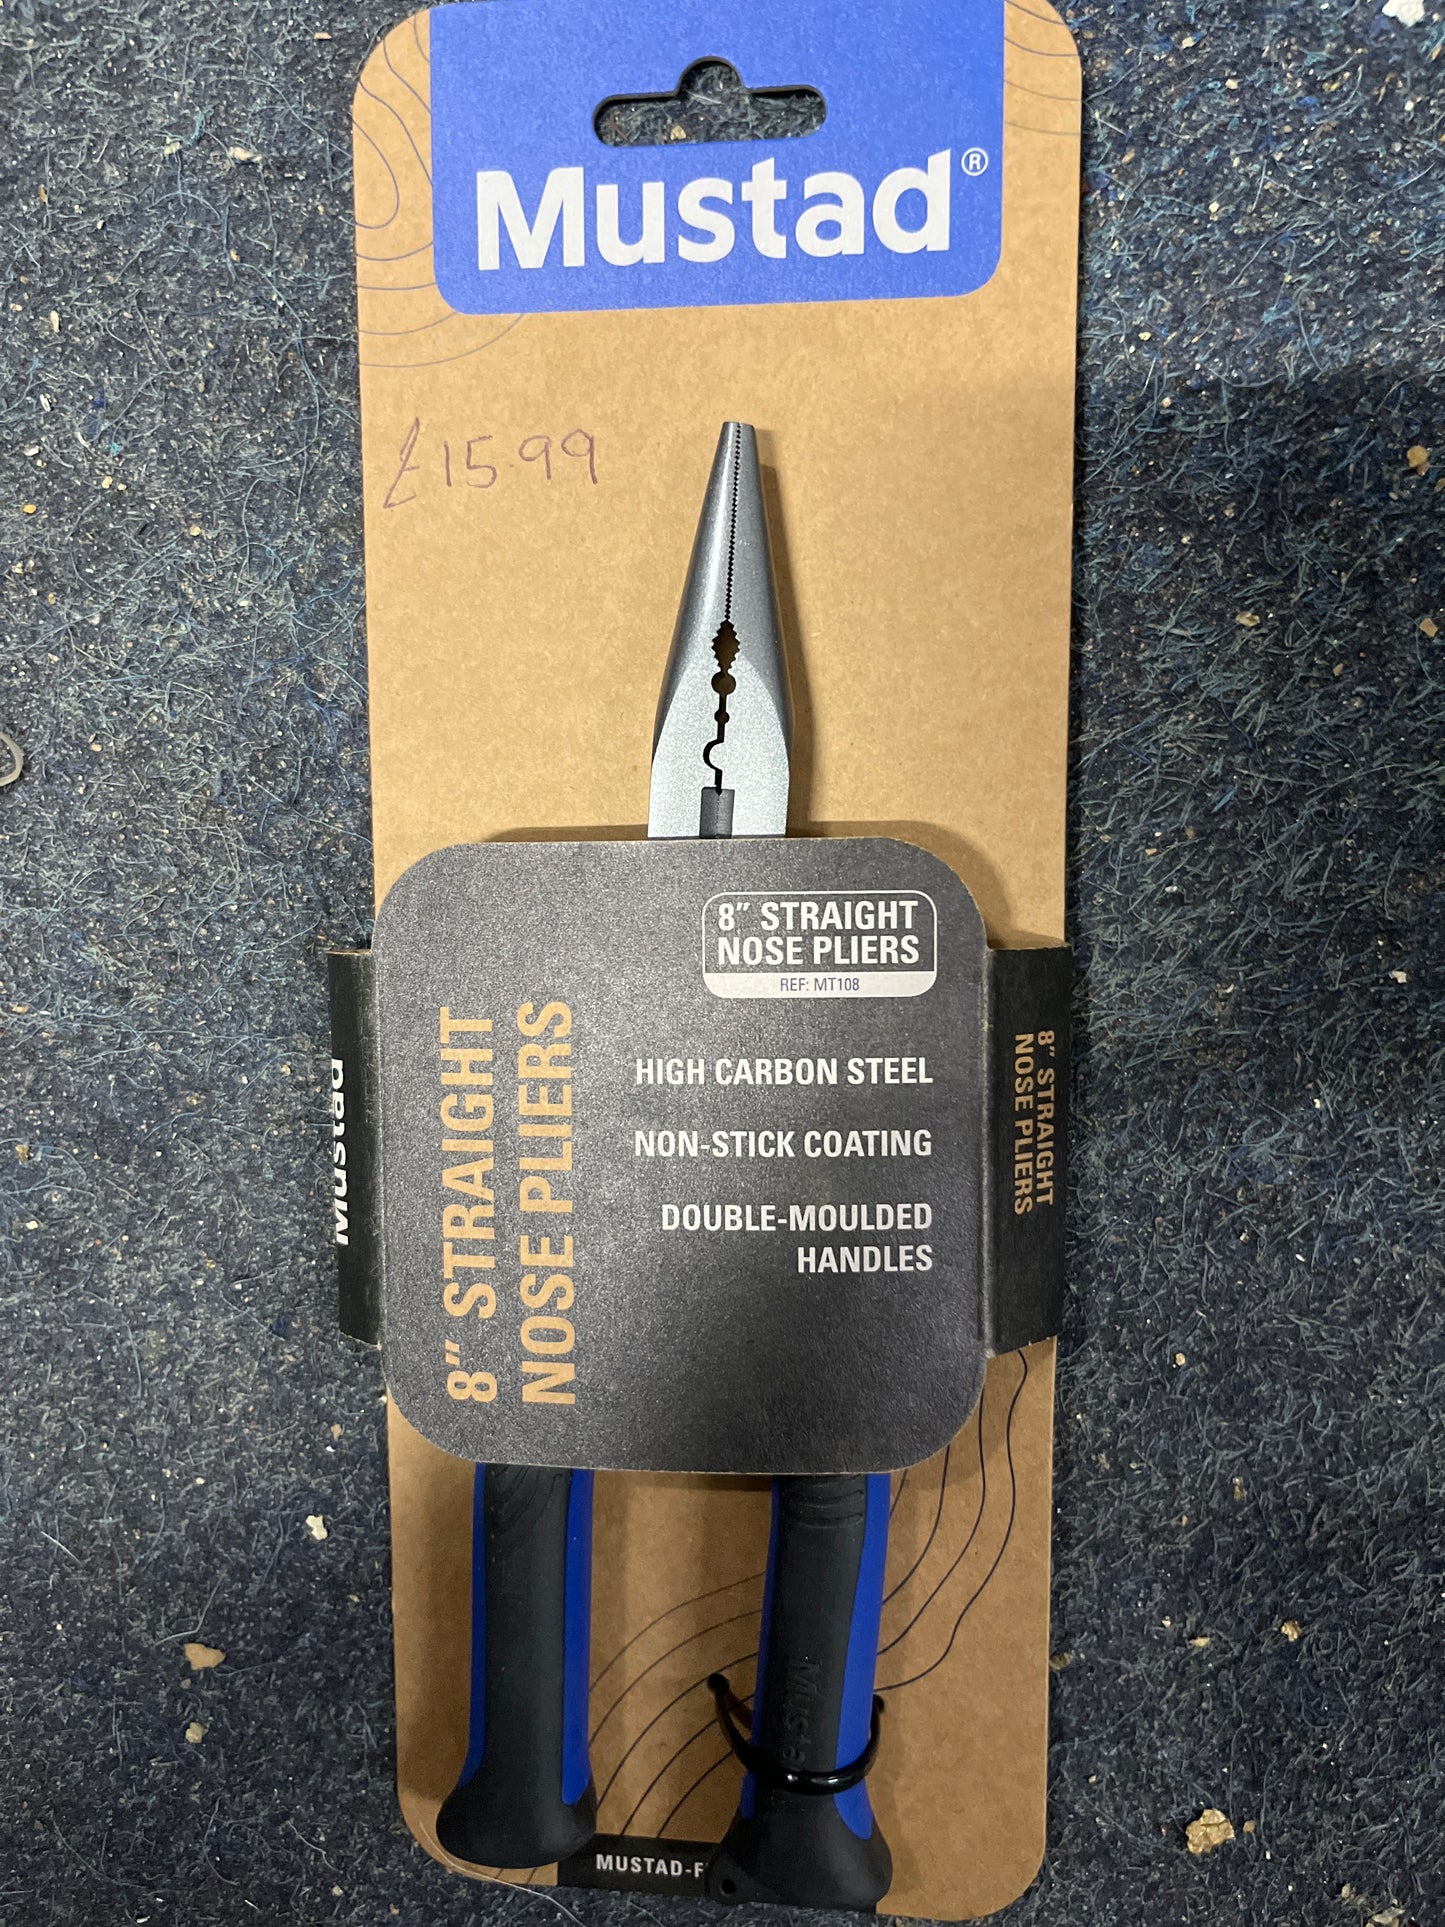 Mustad®
£15.99
8″ STRAIGHT
NOSE PLIERS
REF: MT108
HIGH CARBON STEEL
NON-STICK COATING
DOUBLE-MOULDED
HANDLES
8″ STRAIGHT
NOSE PLIERS
Mustad
8″ STRAIGHT
NOSE PLIERS
MUSTAD-F